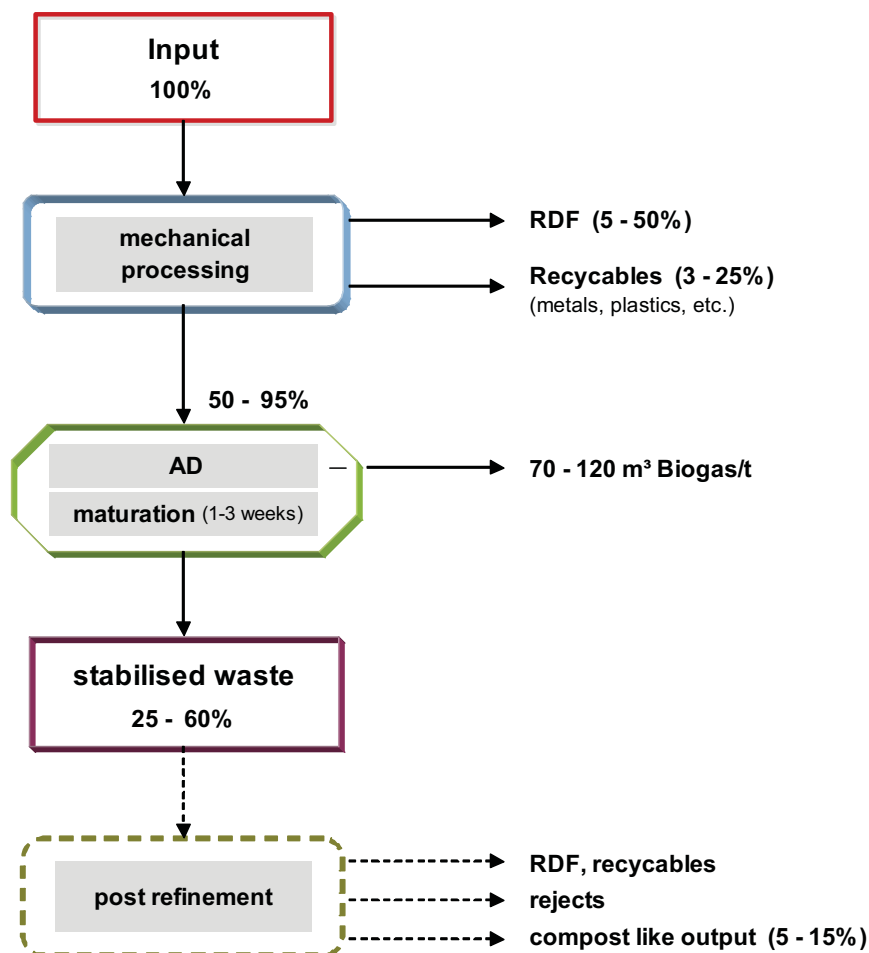 Input
100%
mechanical
processing
RDF (5 - 50%)
Recycables (3 - 25%)
(metals, plastics, etc.)
50 - 95%
AD
70 - 120 m³ Biogas/t
maturation (1-3 weeks)
stabilised waste
25 - 60%
post refinement
RDF, recycables
rejects
compost like output (5 - 15%)